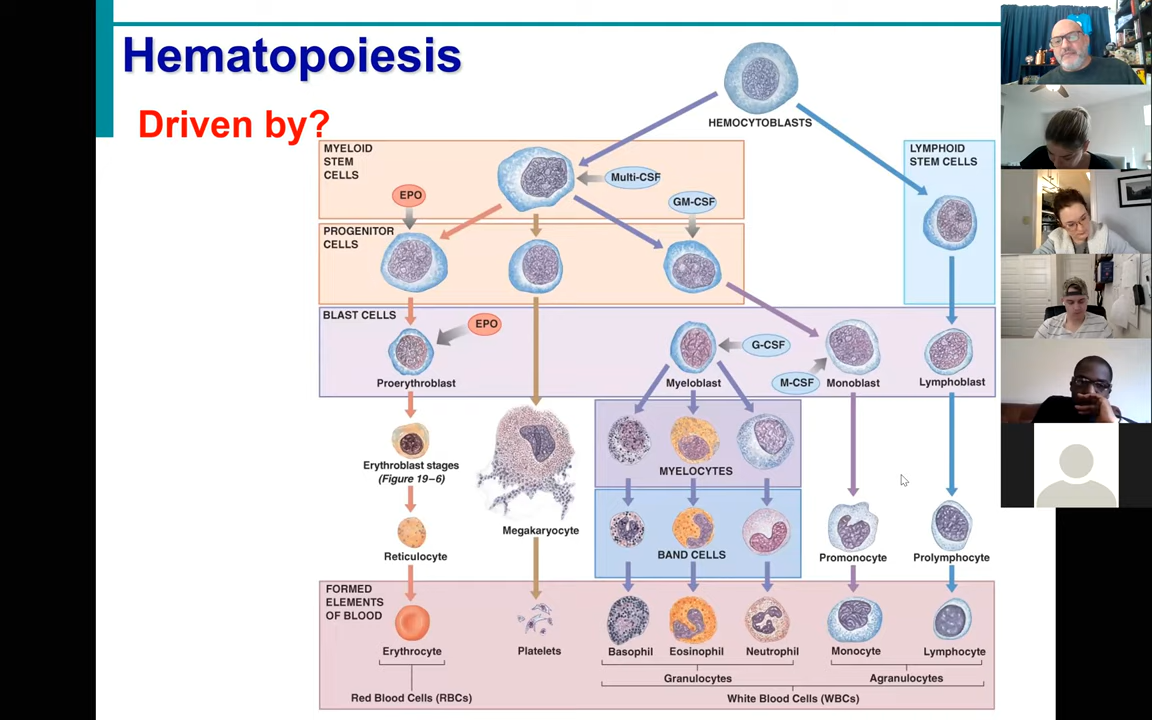 Hematopoiesis
Driven by?
HEMOCYTOBLASTS
MYELOID
STEM
CELLS
LYMPHOID
STEM CELLS
Multi-CSF
EPO
GM-CSF
PROGENITOR
CELLS
BLAST CELLS
EPO
G-CSF
M-CSF
Proerythroblast
Myeloblast
Monoblast
Lymphoblast
Erythroblast stages
(Figure 19–6)
MYELOCYTES
Megakaryocyte
Reticulocyte
BAND CELLS
Promonocyte
Prolymphocyte
FORMED
ELEMENTS
OF BLOOD
Erythrocyte
Platelets
Basophil
Eosinophil
Neutrophil
Monocyte
Lymphocyte
Granulocytes
Agranulocytes
Red Blood Cells (RBCs)
White Blood Cells (WBCs)